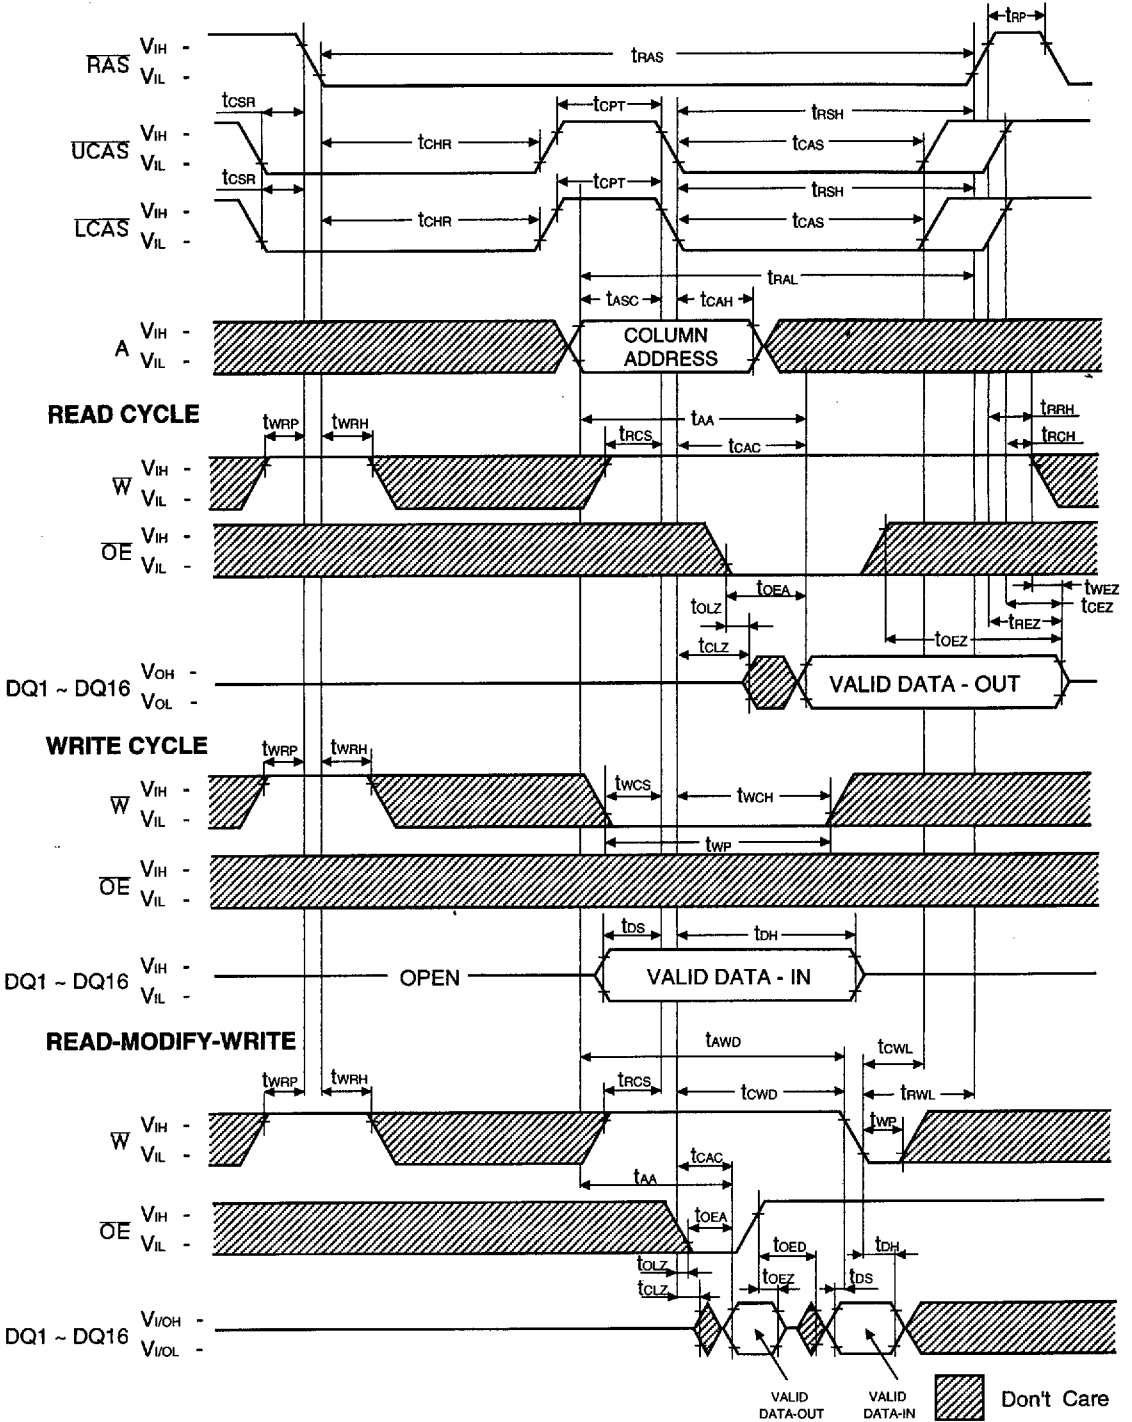 tRP
RAS VIH -
VIL -
tRAS
tCSR tCPT tRSH
UCAS VIH -
VIL -
tCHR tCAS
tCSR tCPT tRSH
LCAS VIH -
VIL -
tCHR tCAS
tRAL
tASC tCAH
A VIH -
VIL -
COLUMN
ADDRESS
READ CYCLE
tWRP tWRH tRCS tAA tCAC tRRH
tRCH
W VIH -
VIL -
OE VIH -
VIL -
tOEA tWEZ
tOLZ tCEZ
tREZ
tCLZ tOEZ
DQ1 ~ DQ16 VOH -
VOL -
VALID DATA - OUT
WRITE CYCLE
tWRP tWRH
W VIH -
VIL -
tWCS tWCH
tWP
OE VIH -
VIL -
tDS tDH
DQ1 ~ DQ16 VIH -
VIL -
OPEN VALID DATA - IN
READ-MODIFY-WRITE
tAWD tCWL
tWRP tWRH tRCS tCWD tRWL
W VIH -
VIL -
tWP
tCAC
tAA
OE VIH -
VIL -
tOEA
tOED tDH
tOLZ tOEZ tDS
tCLZ
DQ1 ~ DQ16 VI/OH -
VI/OL -
VALID
DATA-OUT
VALID
DATA-IN
Don't Care